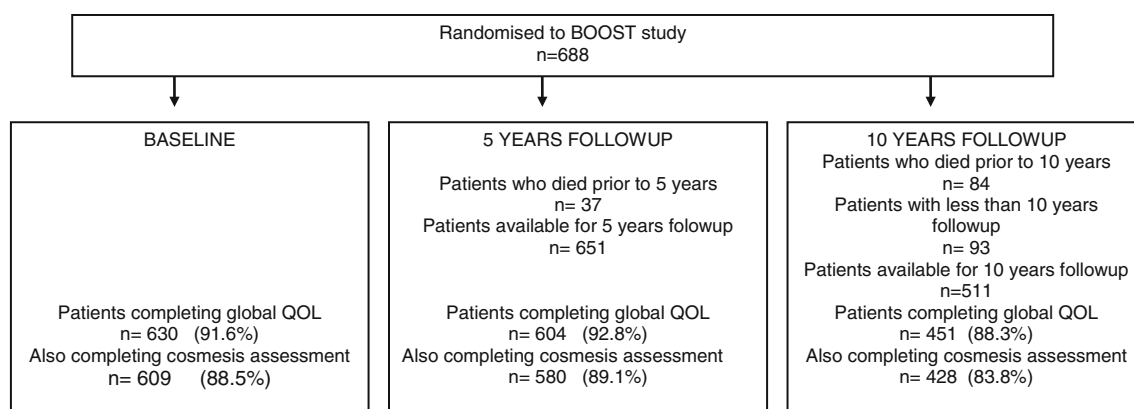 Randomised to BOOST study
n=688
BASELINE
Patients completing global QOL
n= 630 (91.6%)
Also completing cosmesis assessment
n= 609 (88.5%)
5 YEARS FOLLOWUP
Patients who died prior to 5 years
n= 37
Patients available for 5 years folowup
n= 651
Patients completing global QOL
n= 604 (92.8%)
Also completing cosmesis assessment
n= 580 (89.1%)
10 YEARS FOLLOWUP
Patients who died prior to 10 years
n= 84
Patients with less than 10 years
followup
n= 93
Patients available for 10 years followup
n=511
Patients completing global QOL
n= 451 (88.3%)
Also completing cosmesis assessment
n= 428 (83.8%)